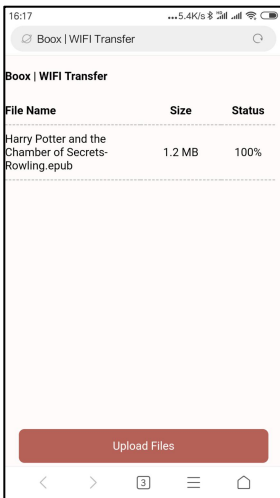 16:17 ...5.4K/s
Boox | WIFI Transfer
Boox | WIFI Transfer
File Name Size Status
Harry Potter and the
Chamber of Secrets- 1.2 MB 100%
Rowling.epub
Upload Files
3